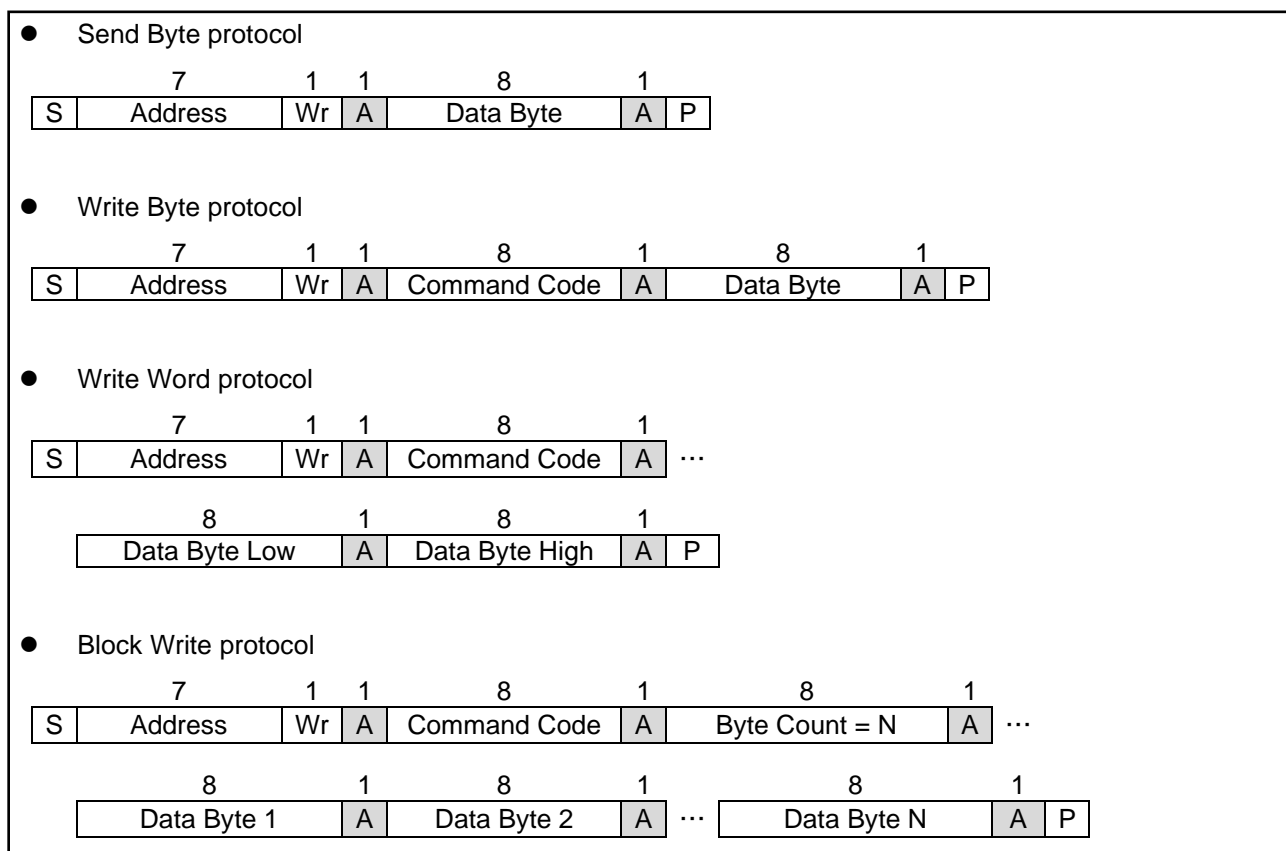 ● Send Byte protocol
7 1 1 8 1
S Address Wr A Data Byte A P
● Write Byte protocol
7 1 1 8 1 8 1
S Address Wr A Command Code A Data Byte A P
● Write Word protocol
7 1 1 8 1
S Address Wr A Command Code A ⋯
8 1 8 1
Data Byte Low A Data Byte High A P
● Block Write protocol
7 1 1 8 1 8 1
S Address Wr A Command Code A Byte Count = N A ⋯
8 1 8 1 8 1
Data Byte 1 A Data Byte 2 A ⋯ Data Byte N A P